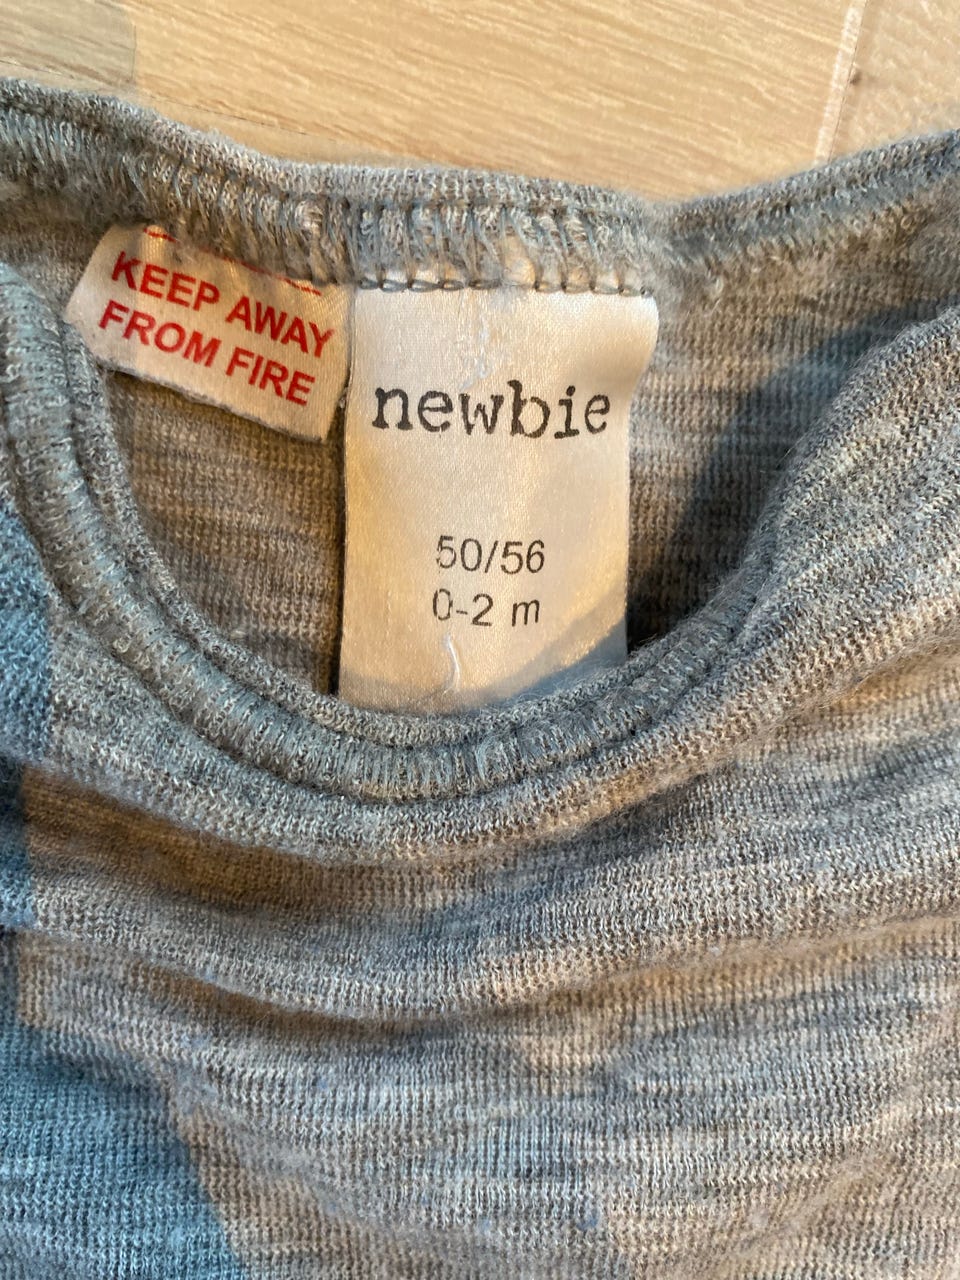 KEEP AWAY
FROM FIRE
newbie
50/56
0-2 m